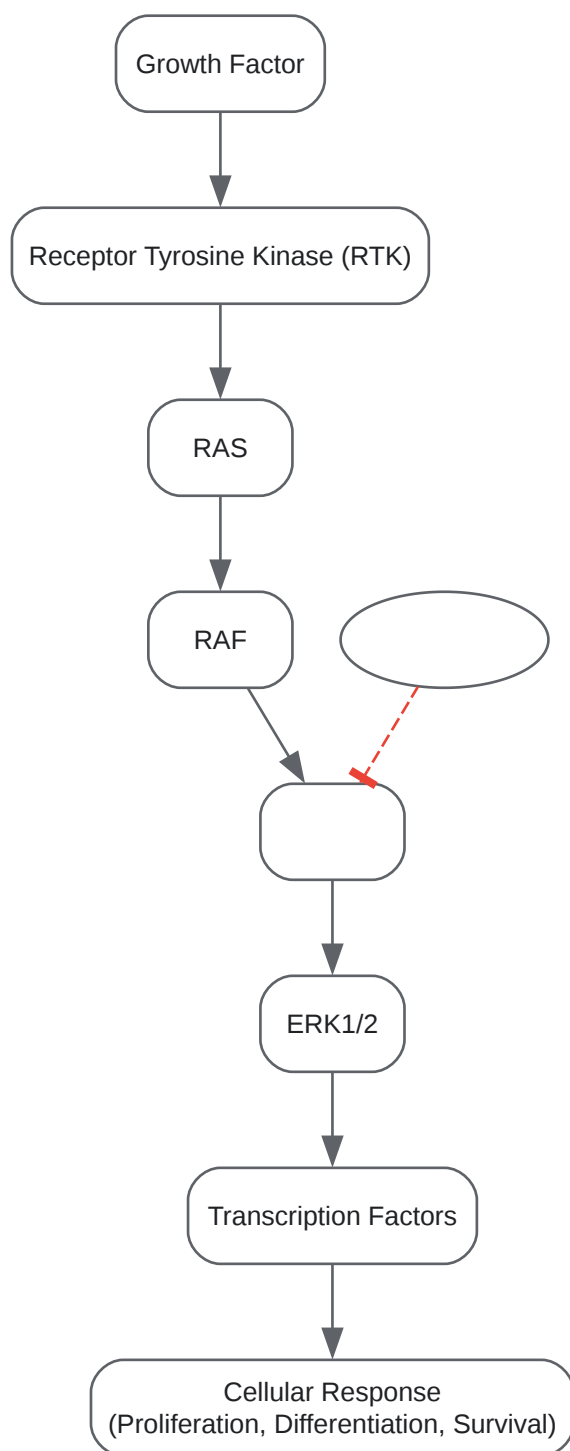 Growth Factor
Receptor Tyrosine Kinase (RTK)
RAS
RAF
ERK1/2
Transcription Factors
Cellular Response
(Proliferation, Differentiation, Survival)